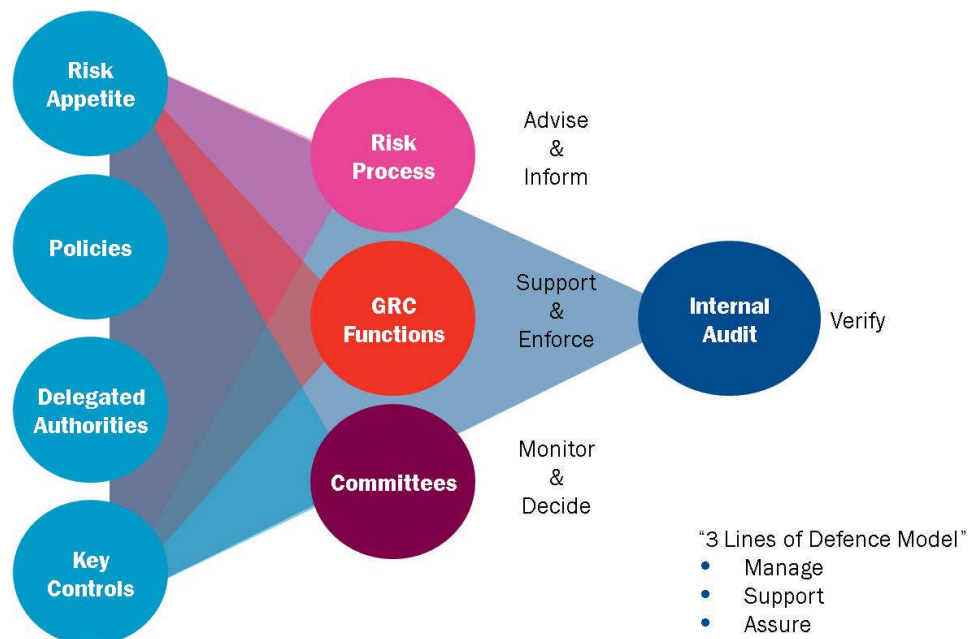 Risk
Appetite
Policies
Delegated
Authorities
Key
Controls
Risk
Process
GRC
Functions
Committees
Advise
&
Inform
Support
&
Enforce
Monitor
&
Decide
Internal
Audit
Verify
“3 Lines of Defence Model”
• Manage
• Support
• Assure